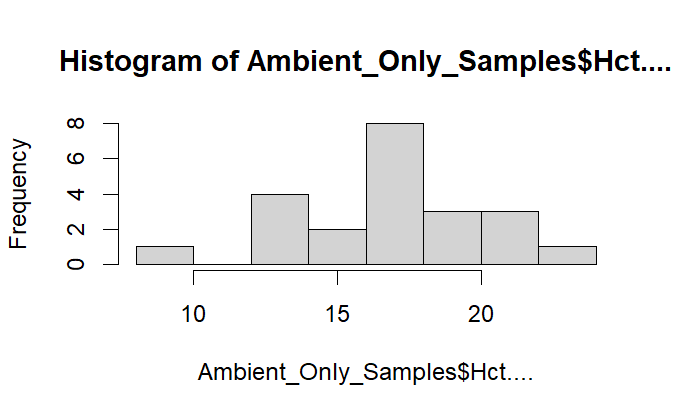 Histogram of Ambient_Only_Samples$Hct....
Frequency
8
6
4
2
0
10 15 20
Ambient_Only_Samples$Hct....